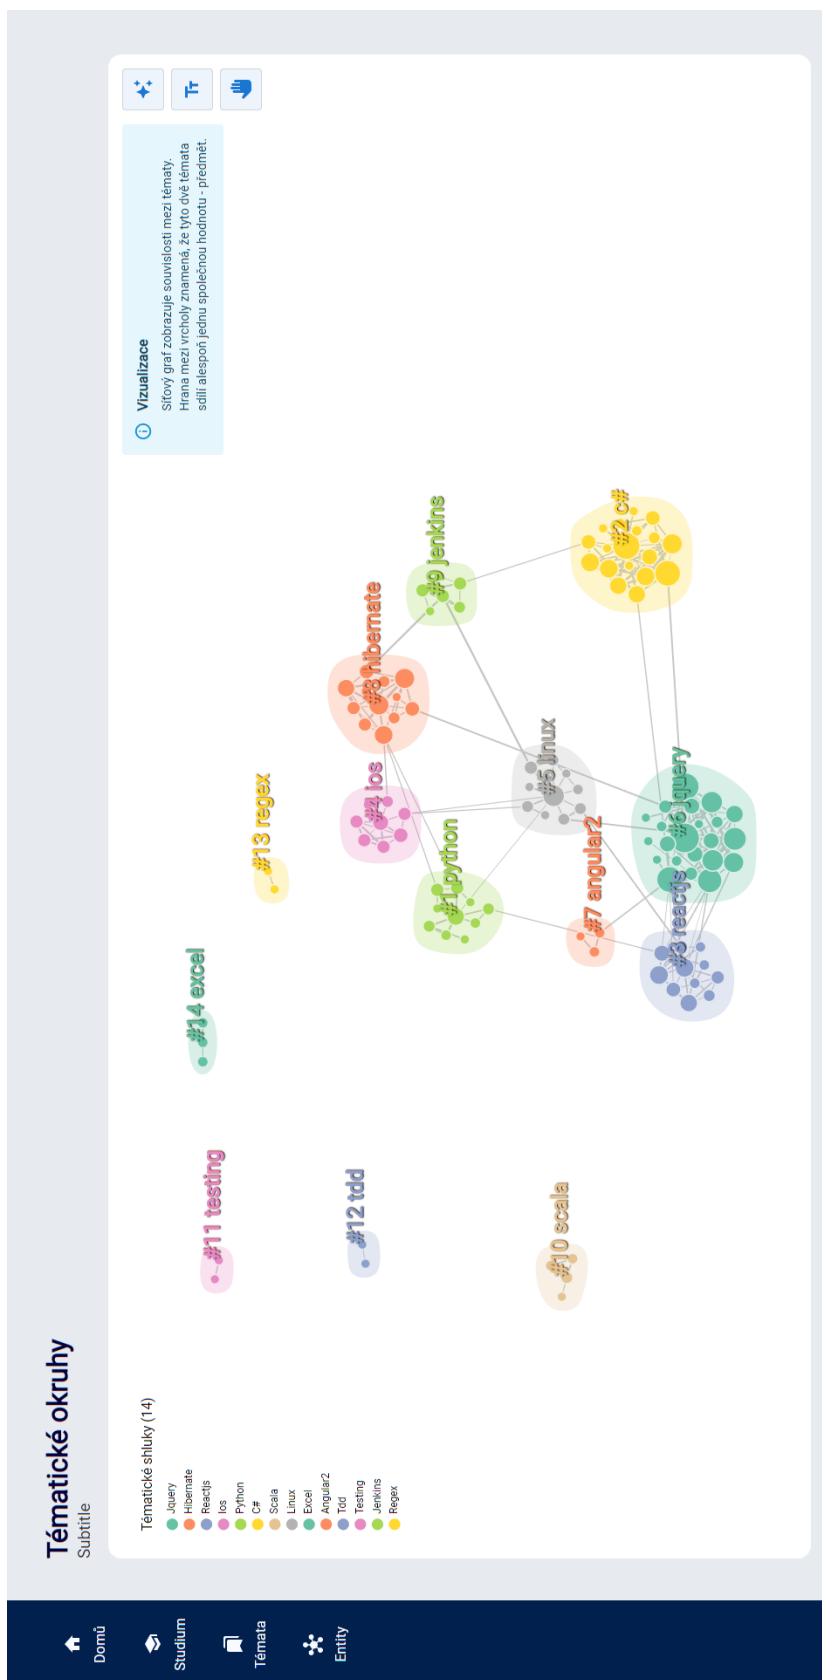 Domů
Studium
Témata
Entity
Tématické okruhy
Subtitle
Tématické shluky (14)
Jquery
Hibernate
Reactjs
Ios
Python
C#
Scala
Linux
Excel
Angular2
Tdd
Testing
Jenkins
Regex
#11 testing
#14 excel
#13 regex
#12 tdd
#4 ios
#8 hibernate
#9 jenkins
#1 python
#5 linux
#10 scala
#7 angular2
#2 c#
#3 reactjs
#6 jquery
Vizualizace
Síťový graf zobrazuje souvislosti mezi tématy.
Hrana mezi vrcholy znamená, že tyto dvě témata
sdílí alespoň jednu společnou hodnotu - předmět.
Tт